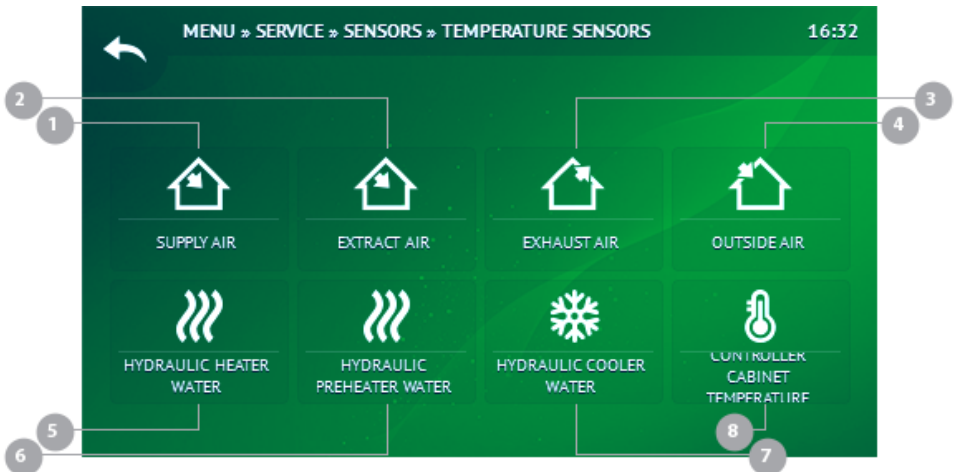 MENU » SERVICE » SENSORS » TEMPERATURE SENSORS 16:32
2
1
3
4
SUPPLY AIR
EXTRACT AIR
EXHAUST AIR
OUTSIDE AIR
HYDRAULIC HEATER
WATER
HYDRAULIC
PREHEATER WATER
HYDRAULIC COOLER
WATER
CONTROLLER
CABINET
TEMPERATURE
5
6
8
7